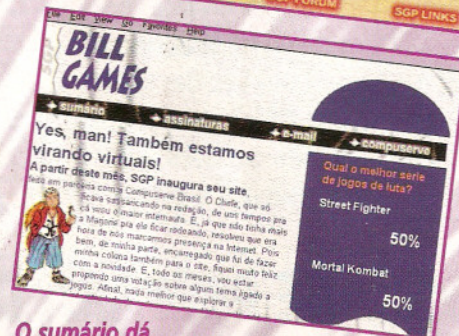 SGP FORUM
SGP LINKS
File Edit View Go Favorites Help
BILL
GAMES
sumário
assinaturas
e-mail
compuserve
Yes, man! Também estamos
virando virtuais!
A partir deste mês, SGP inaugura seu site,
feita em parceria com a Compuserve Brasil. O Chefe, que só
ficava sassaricando na redação, de uns tempos pra
cá virou o maior internauta. E, já que não tinha mais
a Magonia pra ele ficar rodeando, resolveu que era
hora de nós marcarmos presença na Internet. Pois
bem, de minha parte, encarregado que fui de fazer
minha coluna também para o site, fiquei muito feliz
com a novidade. E, todo os meses, vou estar
propondo uma votação sobre algum tema ligado a
jogos. Afinal, nada melhor que explorar a
Qual o melhor série
de jogos de luta?
Street Fighter
50%
Mortal Kombat
50%
O sumário dá